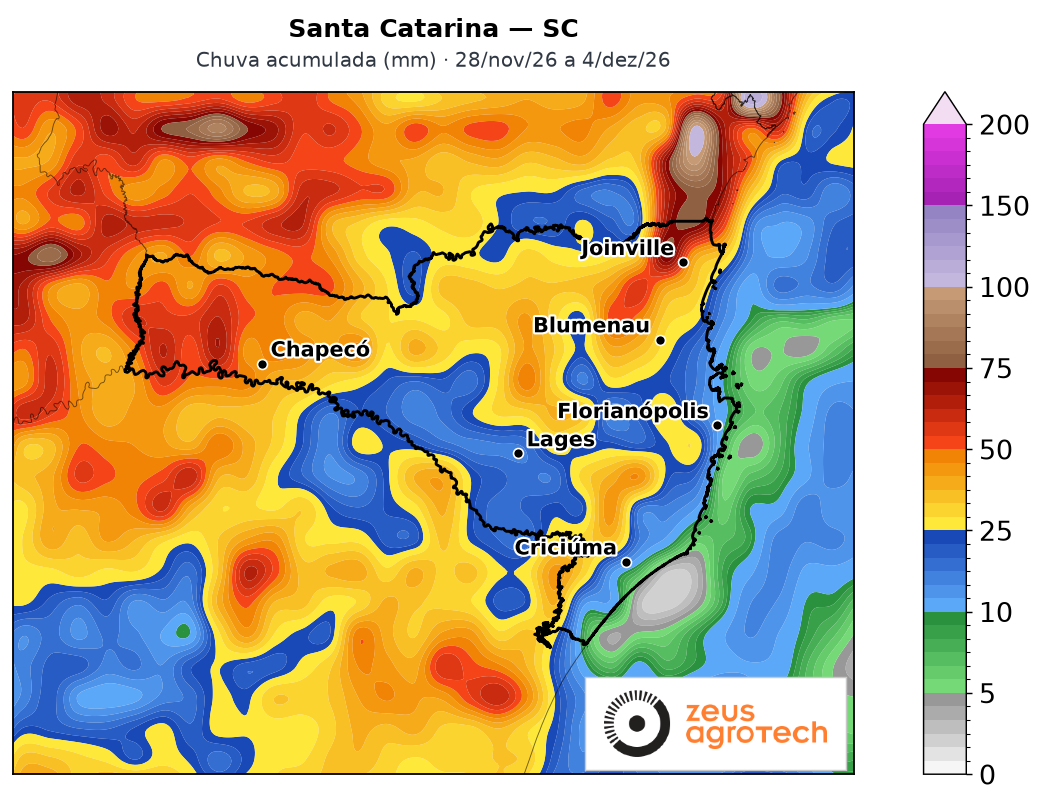 Santa Catarina — SC
Chuva acumulada (mm) · 28/nov/26 a 4/dez/26
200
150
100
75
50
25
10
5
0
Joinville
Blumenau
Chapecó
Florianópolis
Lages
Criciúma
zeus
agrotech